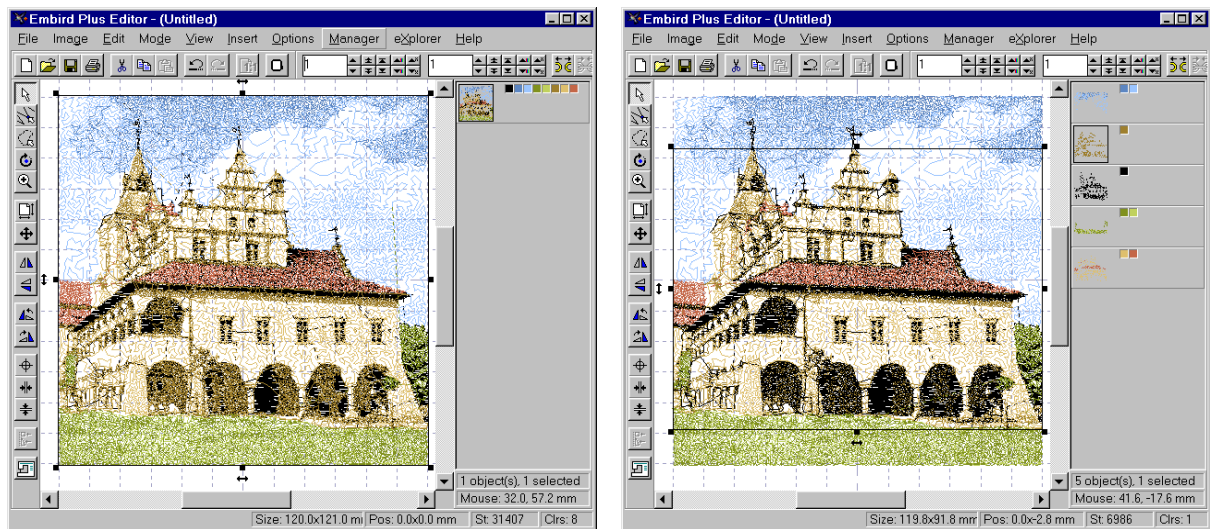 Embird Plus Editor - (Untitled)
File Image Edit Mode View Insert Options Manager eXplorer Help
1 1
1 object(s), 1 selected
Mouse: 32.0, 57.2 mm
Size: 120.0x121.0 m Pos: 0.0x0.0 mm St: 31407 Clrs: 8
Embird Plus Editor - (Untitled)
File Image Edit Mode View Insert Options Manager eXplorer Help
1 1
5 object(s), 1 selected
Mouse: 41.6, -17.6 mm
Size: 119.8x91.8 mm Pos: 0.0x-2.8 mm St: 6986 Clrs: 1